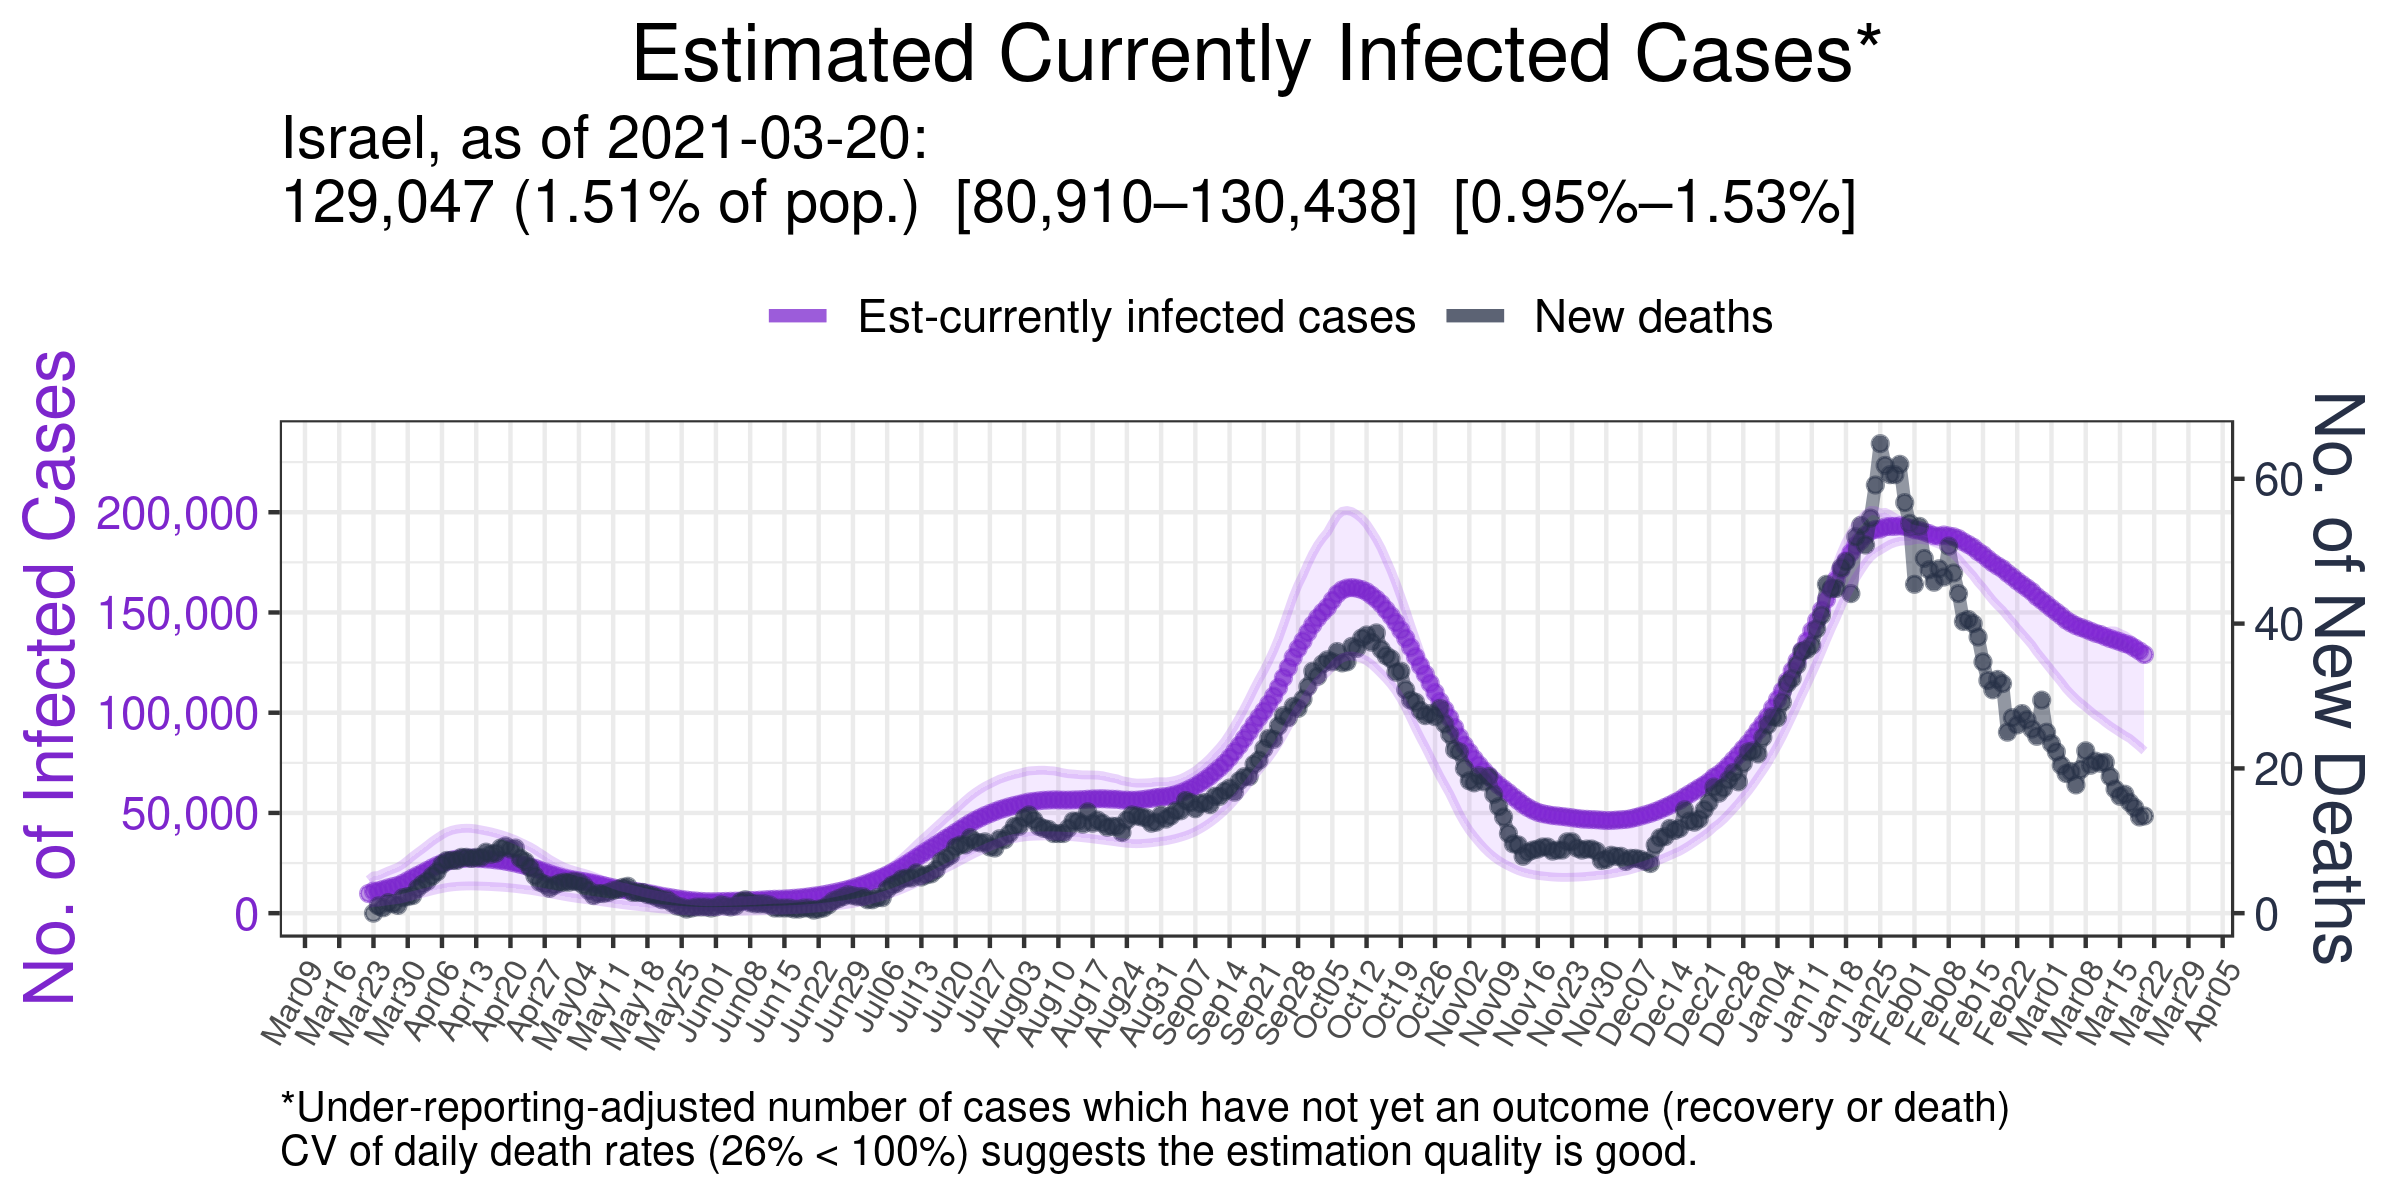 Estimated Currently Infected Cases*
Israel, as of 2021-03-20:
129,047 (1.51% of pop.) [80,910–130,438] [0.95%–1.53%]
Est-currently infected cases New deaths
No. of Infected Cases
200,000
150,000
100,000
50,000
0
60
40
20
0
No. of New Deaths
Mar09 Mar16 Mar23 Mar30 Apr06 Apr13 Apr20 Apr27 May04 May11 May18 May25 Jun01 Jun08 Jun15 Jun22 Jun29 Jul06 Jul13 Jul20 Jul27 Aug03 Aug10 Aug17 Aug24 Aug31 Sep07 Sep14 Sep21 Sep28 Oct05 Oct12 Oct19 Oct26 Nov02 Nov09 Nov16 Nov23 Nov30 Dec07 Dec14 Dec21 Dec28 Jan04 Jan11 Jan18 Jan25 Feb01 Feb08 Feb15 Feb22 Mar01 Mar08 Mar15 Mar22 Mar29 Apr05
*Under-reporting-adjusted number of cases which have not yet an outcome (recovery or death)
CV of daily death rates (26% < 100%) suggests the estimation quality is good.